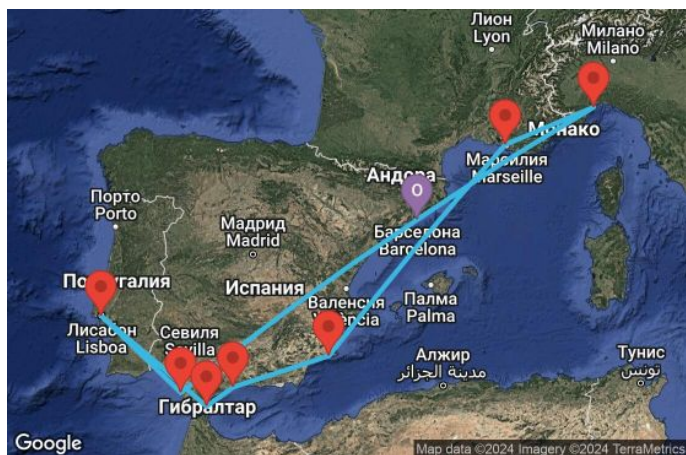 Лион
Lyon
Милано
Milano
Монако
Марсилия
Marseille
Андора
O
Порто
Porto
Барселона
Barcelona
Мадрид
Madrid
Португалия
Испания
Валенсия
València
Палма
Palma
Лисабон
Lisboa
Севиля
Sevilla
Алжир
مدينة الجزائر
Тунис
تونس
Гибралтар
Google
Map data ©2024 Imagery ©2024 TerraMetrics